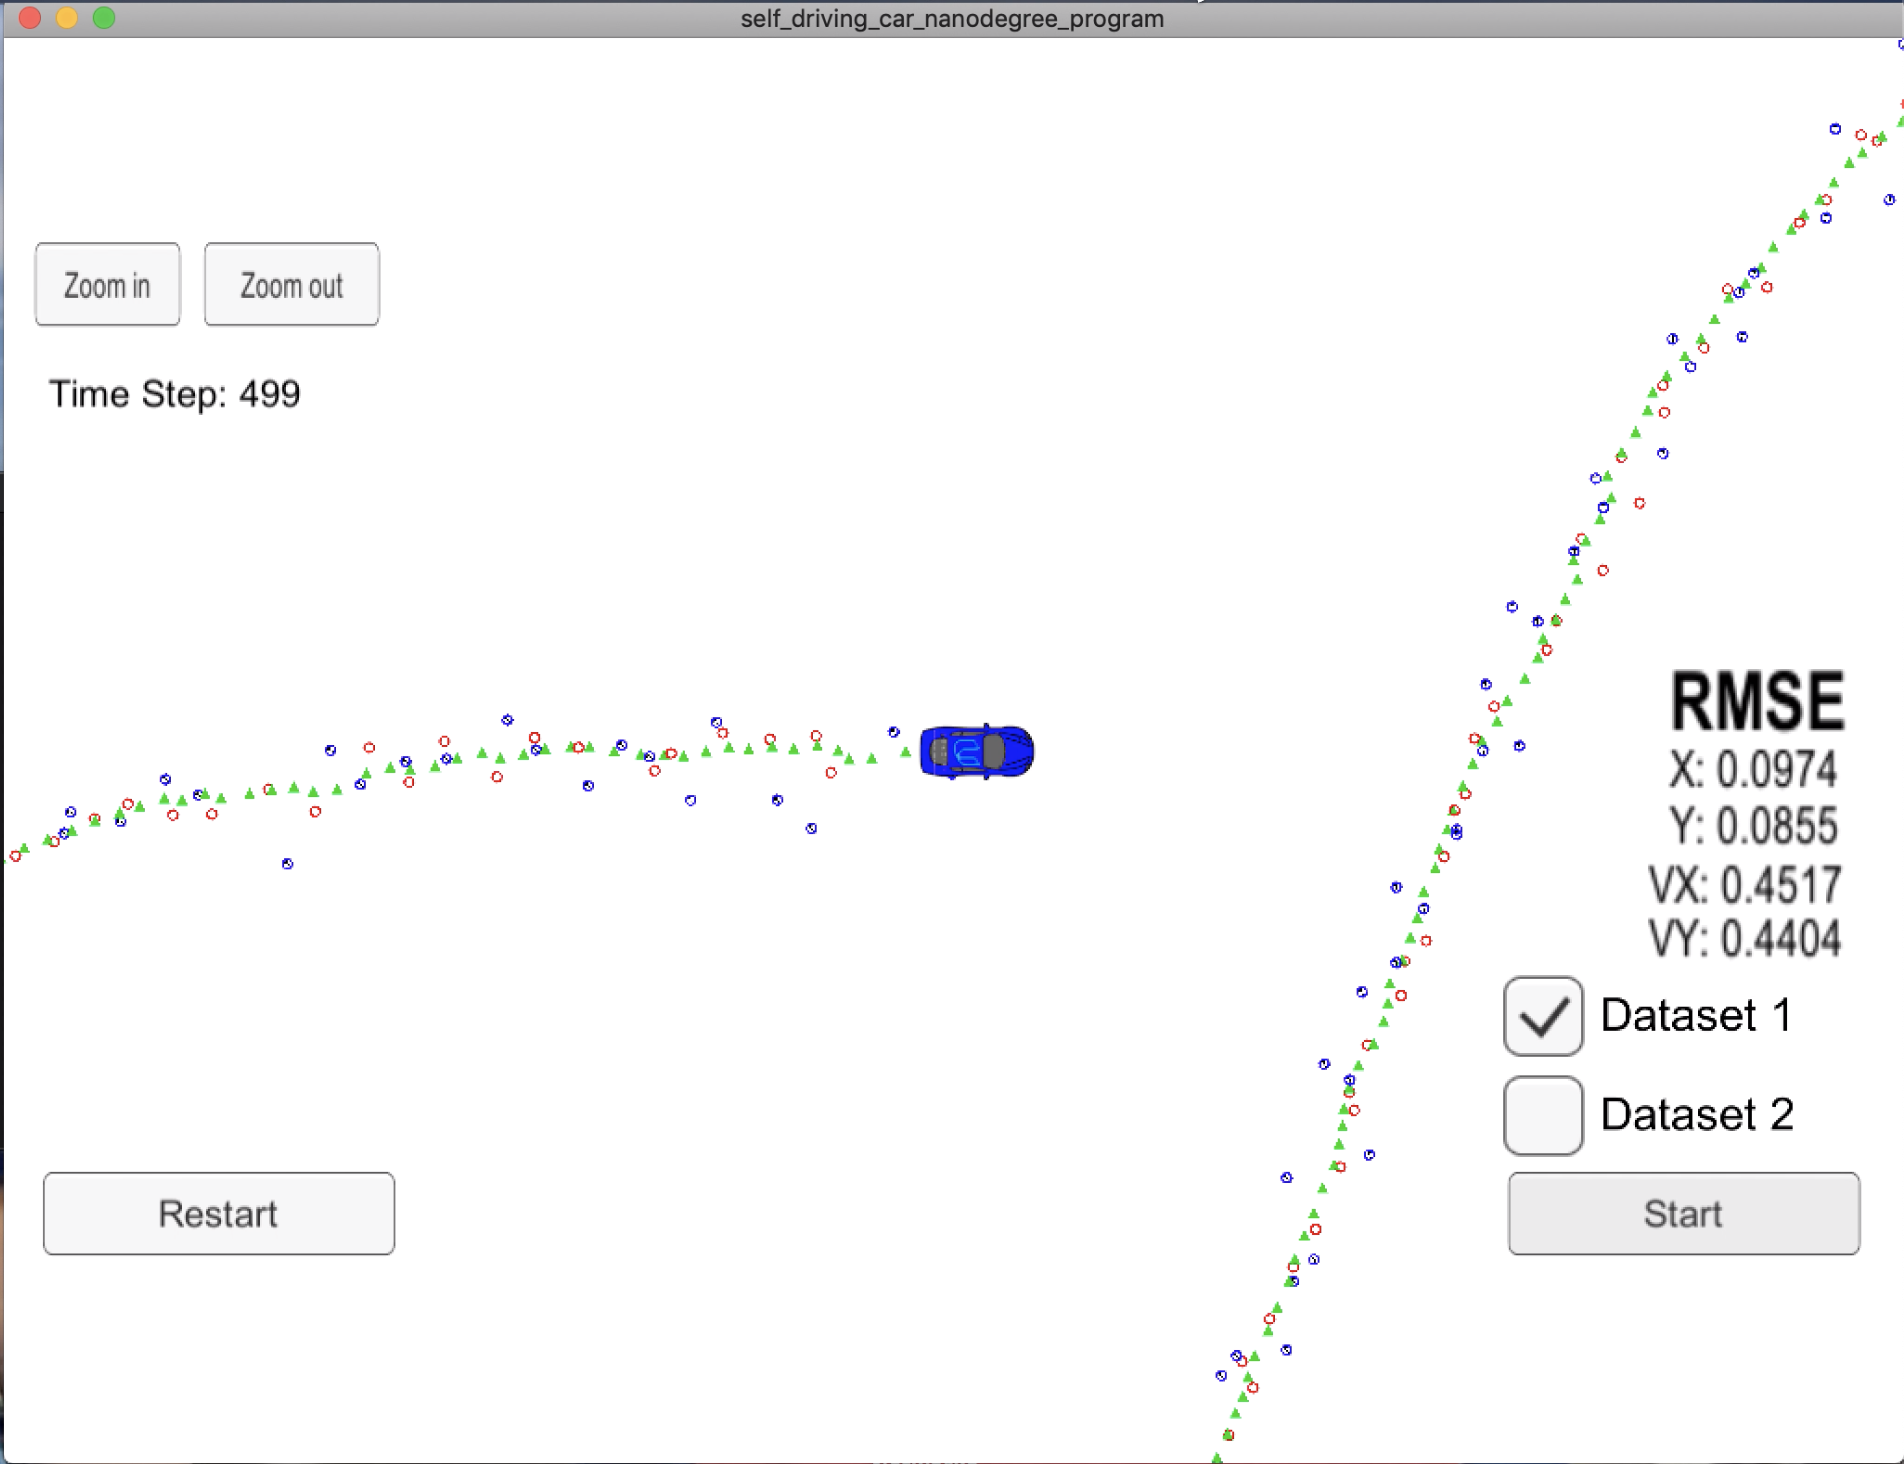 self_driving_car_nanodegree_program
Zoom in
Zoom out
Time Step: 499
RMSE
X: 0.0974
Y: 0.0855
VX: 0.4517
VY: 0.4404
Dataset 1
Dataset 2
Restart
Start